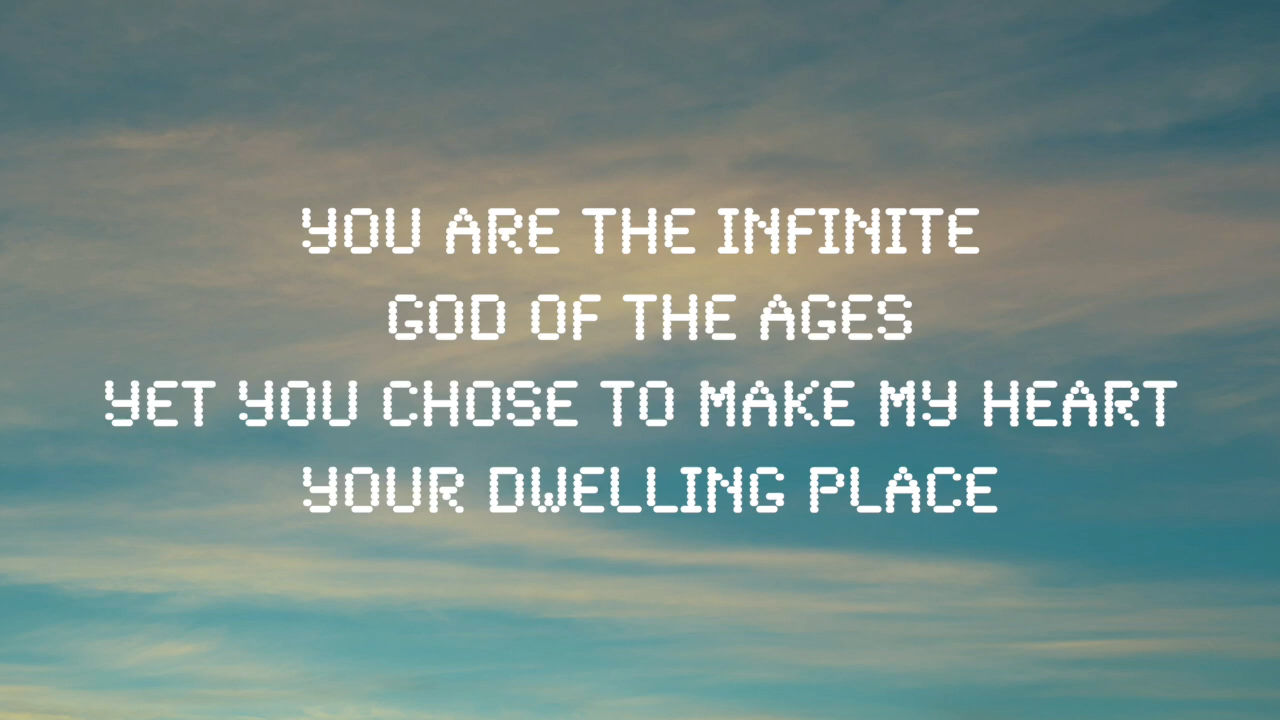 YOU ARE THE INFINITE
GOD OF THE AGES
YET YOU CHOSE TO MAKE MY HEART
YOUR DWELLING PLACE